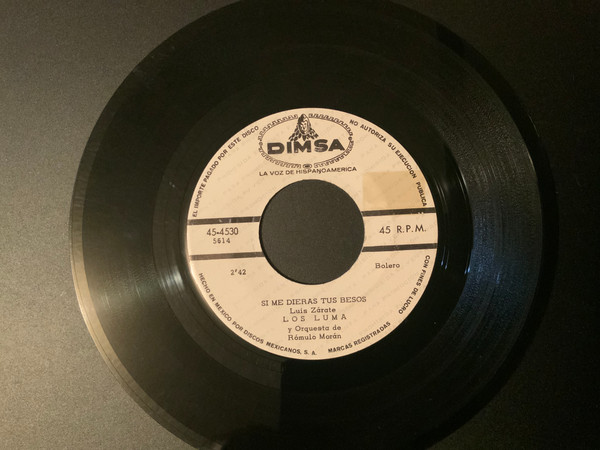 EL IMPORTE PAGADO POR ESTE DISCO
NO AUTORIZA SU EJECUCION PUBLICA
CON FINES DE LUCRO
DIMSA
LA VOZ DE HISPANOAMERICA
45-4530
45 R.P.M.
5614
2'42
Bolero
SI ME DIERAS TUS BESOS
Luis Zárate
LOS LUMA
y Orquesta de
Rómulo Morán
HECHO EN MEXICO POR DISCOS MEXICANOS, S. A.
MARCAS REGISTRADAS